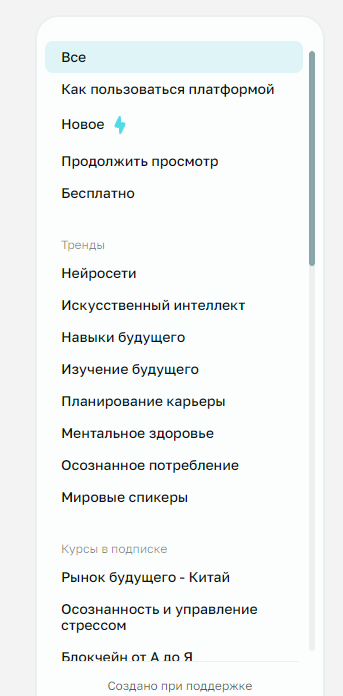 Все
Как пользоваться платформой
Новое
Продолжить просмотр
Бесплатно
Тренды
Нейросети
Искусственный интеллект
Навыки будущего
Изучение будущего
Планирование карьеры
Ментальное здоровье
Осознанное потребление
Мировые спикеры
Курсы в подписке
Рынок будущего - Китай
Осознанность и управление
стрессом
Блокчейн от А до Я
Создано при поддержке